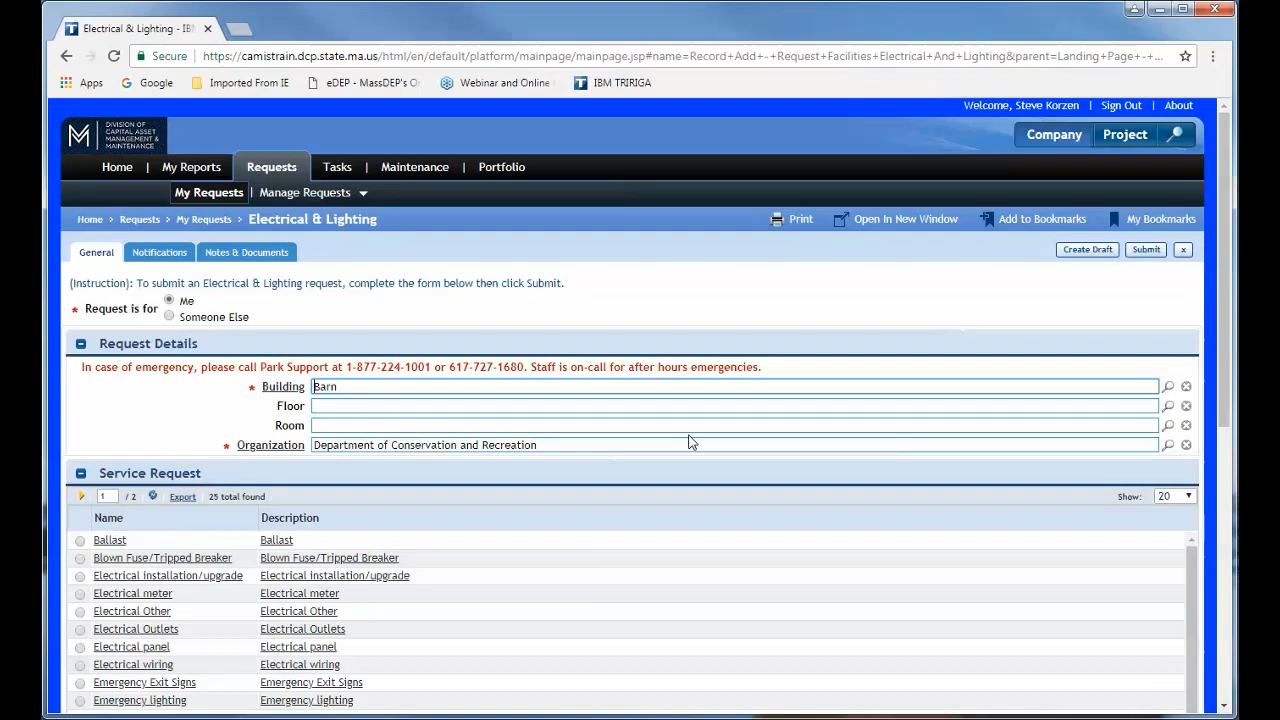 Electrical & Lighting - IBM
Secure https://camistrain.dcp.state.ma.us/html/en/default/platform/mainpage/mainpage.jsp#name=Record+Add+-+Request+Facilities+Electrical+And+Lighting&parent=Landing+Page+-+...
Apps Google Imported From IE eDEP - MassDEP's O Webinar and Online IBM TRIRIGA
Welcome, Steve Korzen | Sign Out | About
M DIVISION OF
CAPITAL ASSET
MANAGEMENT &
MAINTENANCE
Company Project
Home | My Reports Requests Tasks | Maintenance | Portfolio
My Requests | Manage Requests
Home > Requests > My Requests > Electrical & Lighting Print Open In New Window Add to Bookmarks My Bookmarks
General Notifications Notes & Documents Create Draft Submit x
(Instruction): To submit an Electrical & Lighting request, complete the form below then click Submit.
* Request is for Me
Someone Else
Request Details
In case of emergency, please call Park Support at 1-877-224-1001 or 617-727-1680. Staff is on-call for after hours emergencies.
* Building Barn
Floor
Room
* Organization Department of Conservation and Recreation
Service Request
1 / 2 Export 25 total found Show: 20
Name Description
Ballast Ballast
Blown Fuse/Tripped Breaker Blown Fuse/Tripped Breaker
Electrical installation/upgrade Electrical installation/upgrade
Electrical meter Electrical meter
Electrical Other Electrical Other
Electrical Outlets Electrical Outlets
Electrical panel Electrical panel
Electrical wiring Electrical wiring
Emergency Exit Signs Emergency Exit Signs
Emergency lighting Emergency lighting